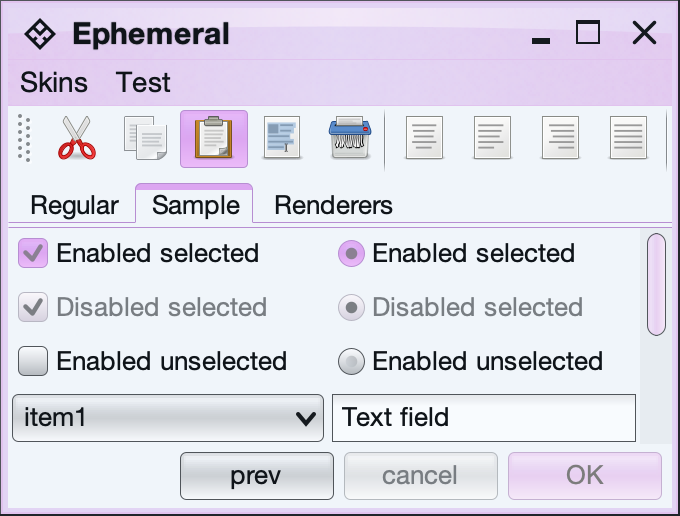 Ephemeral
Skins Test
Regular Sample Renderers
Enabled selected Enabled selected
Disabled selected Disabled selected
Enabled unselected Enabled unselected
item1 Text field
prev cancel OK